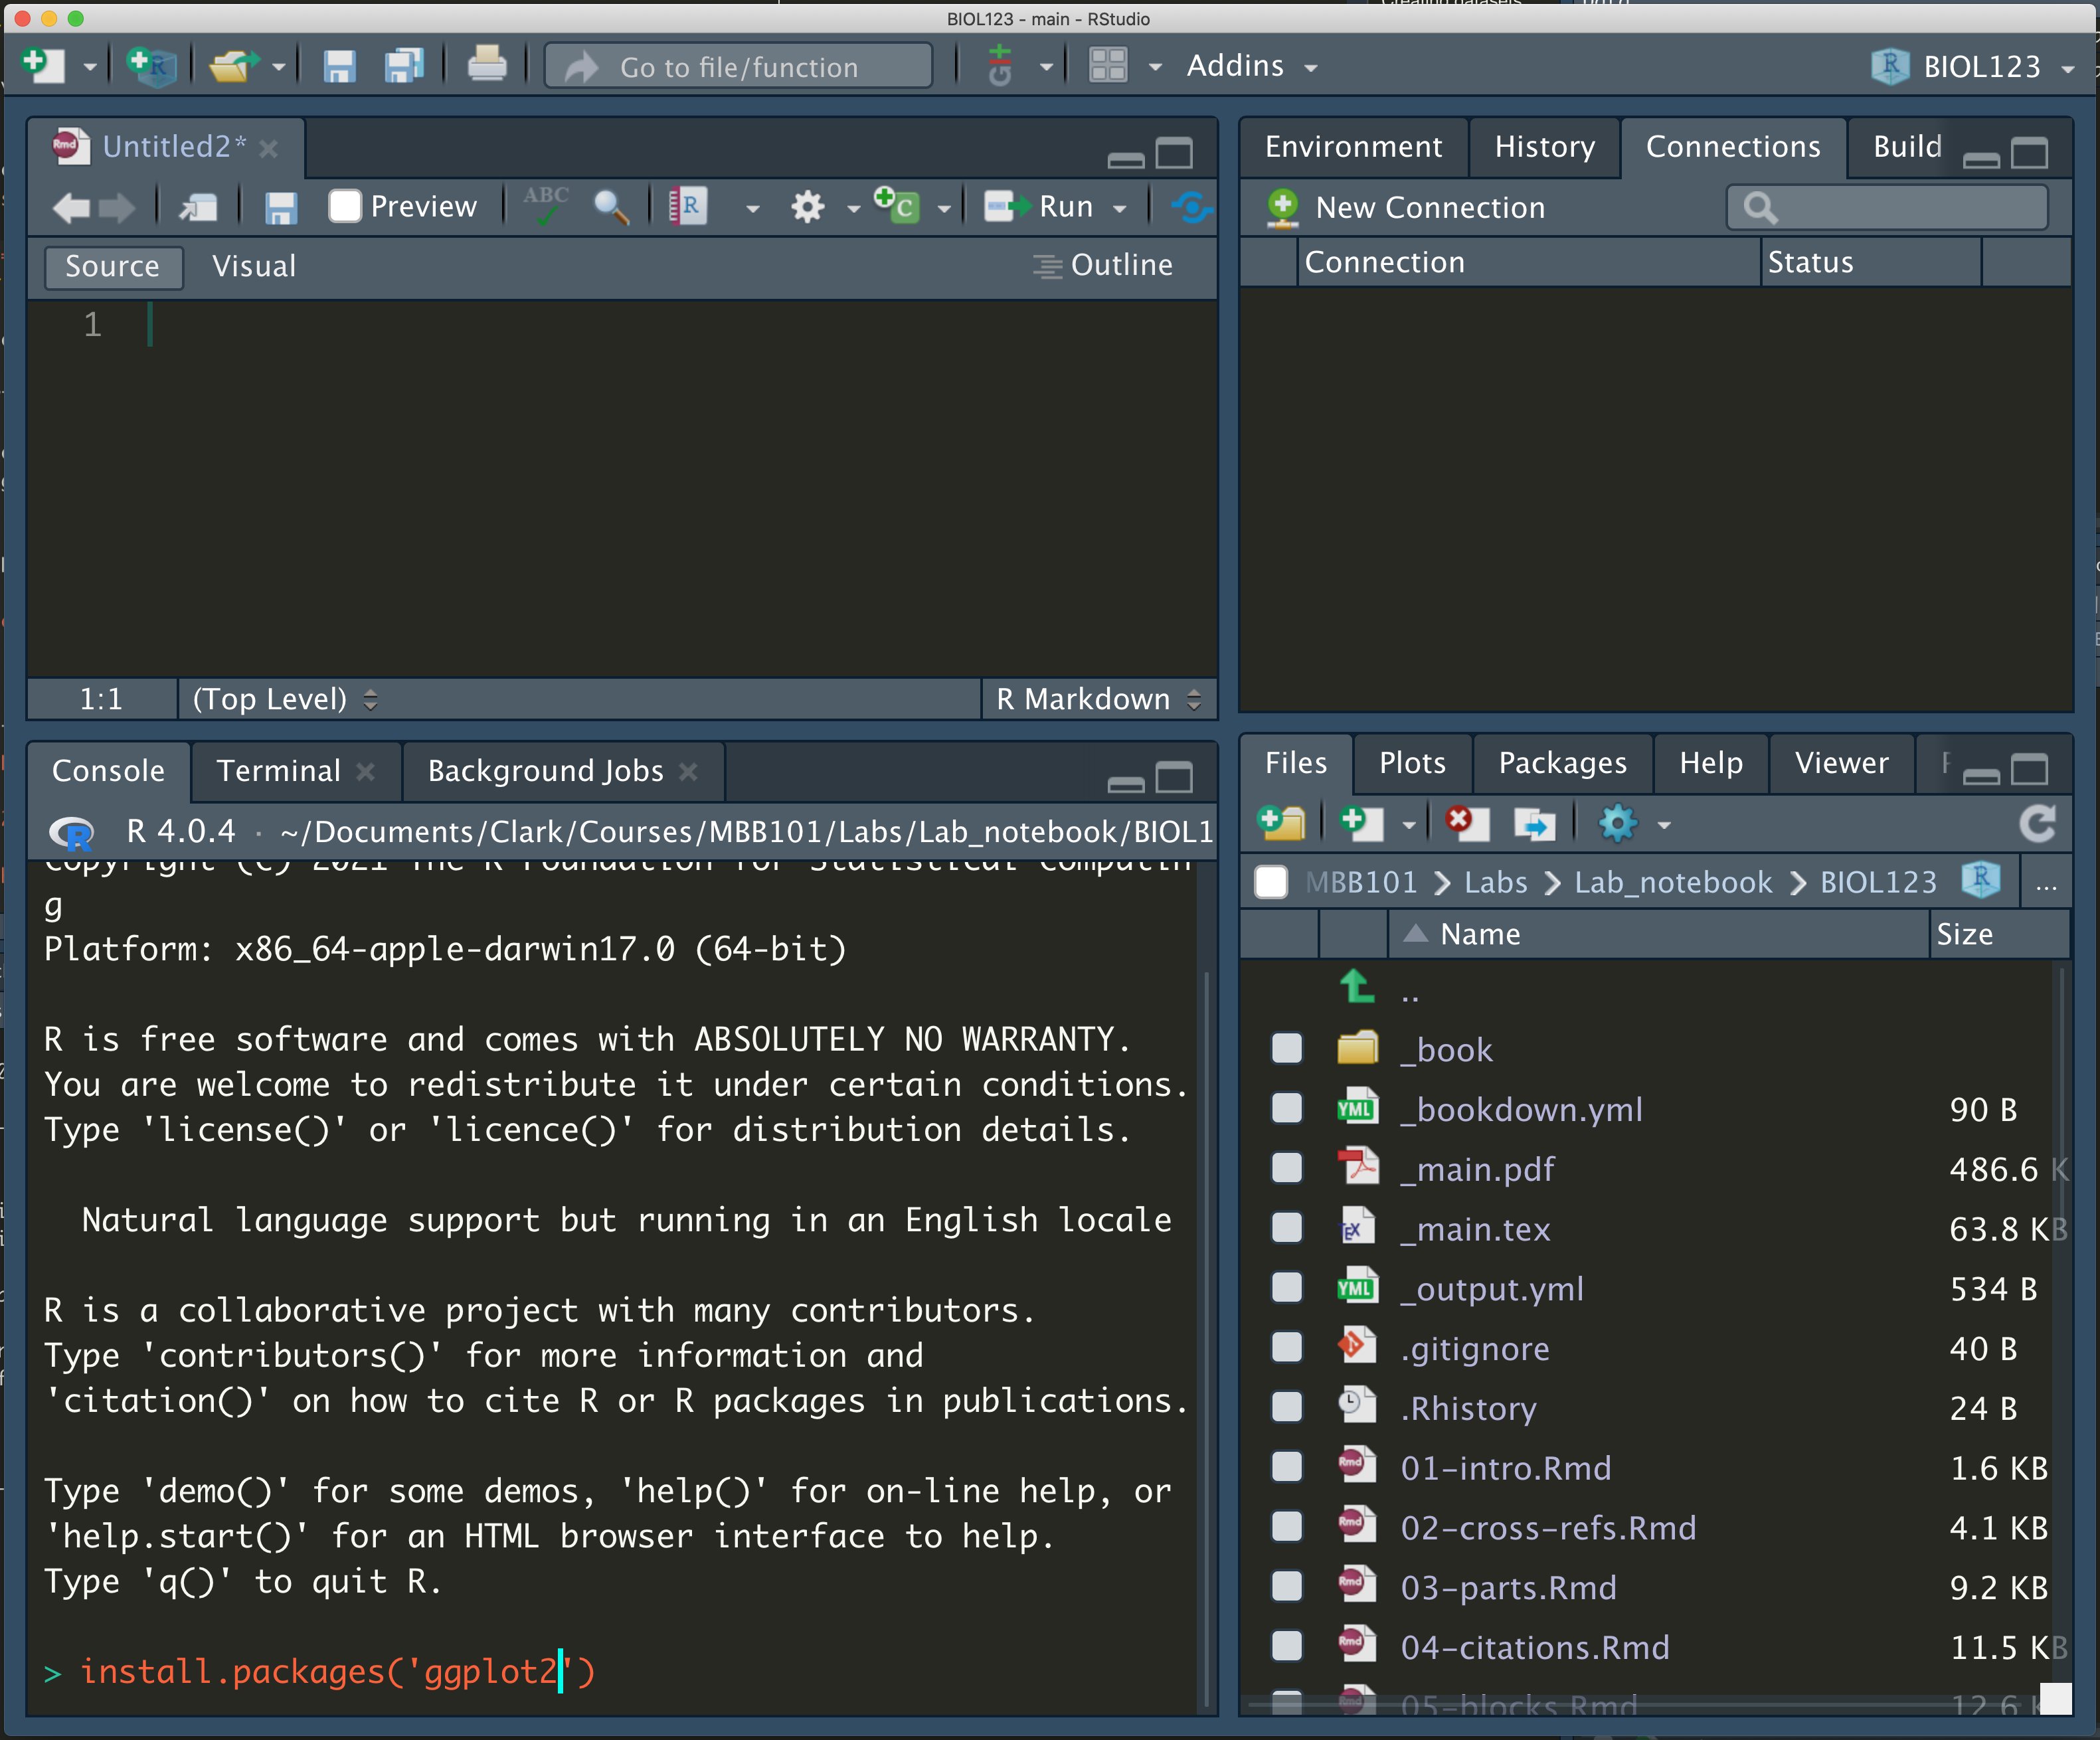 BIOL123 - main - RStudio
Go to file/function
Addins
BIOL123
Untitled2*
Preview
ABC
Run
Source Visual
Outline
1
1:1 (Top Level) R Markdown
Environment History Connections Build
New Connection
Connection Status
Console Terminal Background Jobs
R 4.0.4 · ~/Documents/Clark/Courses/MBB101/Labs/Lab_notebook/BIOL1
Copyright (C) 2021 The R Foundation for Statistical Computin
g
Platform: x86_64-apple-darwin17.0 (64-bit)
R is free software and comes with ABSOLUTELY NO WARRANTY.
You are welcome to redistribute it under certain conditions.
Type 'license()' or 'licence()' for distribution details.
Natural language support but running in an English locale
R is a collaborative project with many contributors.
Type 'contributors()' for more information and
'citation()' on how to cite R or R packages in publications.
Type 'demo()' for some demos, 'help()' for on-line help, or
'help.start()' for an HTML browser interface to help.
Type 'q()' to quit R.
> install.packages('ggplot2')
Files Plots Packages Help Viewer
MBB101 Labs Lab_notebook BIOL123 ...
Name Size
..
_book
_bookdown.yml 90 B
_main.pdf 486.6 K
_main.tex 63.8 KB
_output.yml 534 B
.gitignore 40 B
.Rhistory 24 B
01-intro.Rmd 1.6 KB
02-cross-refs.Rmd 4.1 KB
03-parts.Rmd 9.2 KB
04-citations.Rmd 11.5 KB
05-blocks.Rmd 12.6 K